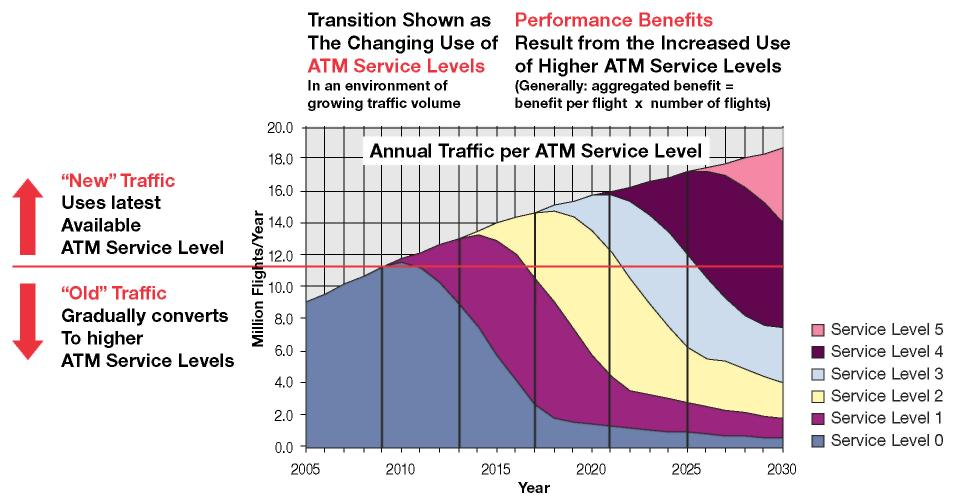 Transition Shown as
The Changing Use of
ATM Service Levels
In an environment of
growing traffic volume
Performance Benefits
Result from the Increased Use
of Higher ATM Service Levels
(Generally: aggregated benefit =
benefit per flight x number of flights)
Annual Traffic per ATM Service Level
“New” Traffic
Uses latest
Available
ATM Service Level
“Old” Traffic
Gradually converts
To higher
ATM Service Levels
Million Flights/Year
20.0
18.0
16.0
14.0
12.0
10.0
8.0
6.0
4.0
2.0
0.0
2005 2010 2015 2020 2025 2030
Year
Service Level 5
Service Level 4
Service Level 3
Service Level 2
Service Level 1
Service Level 0